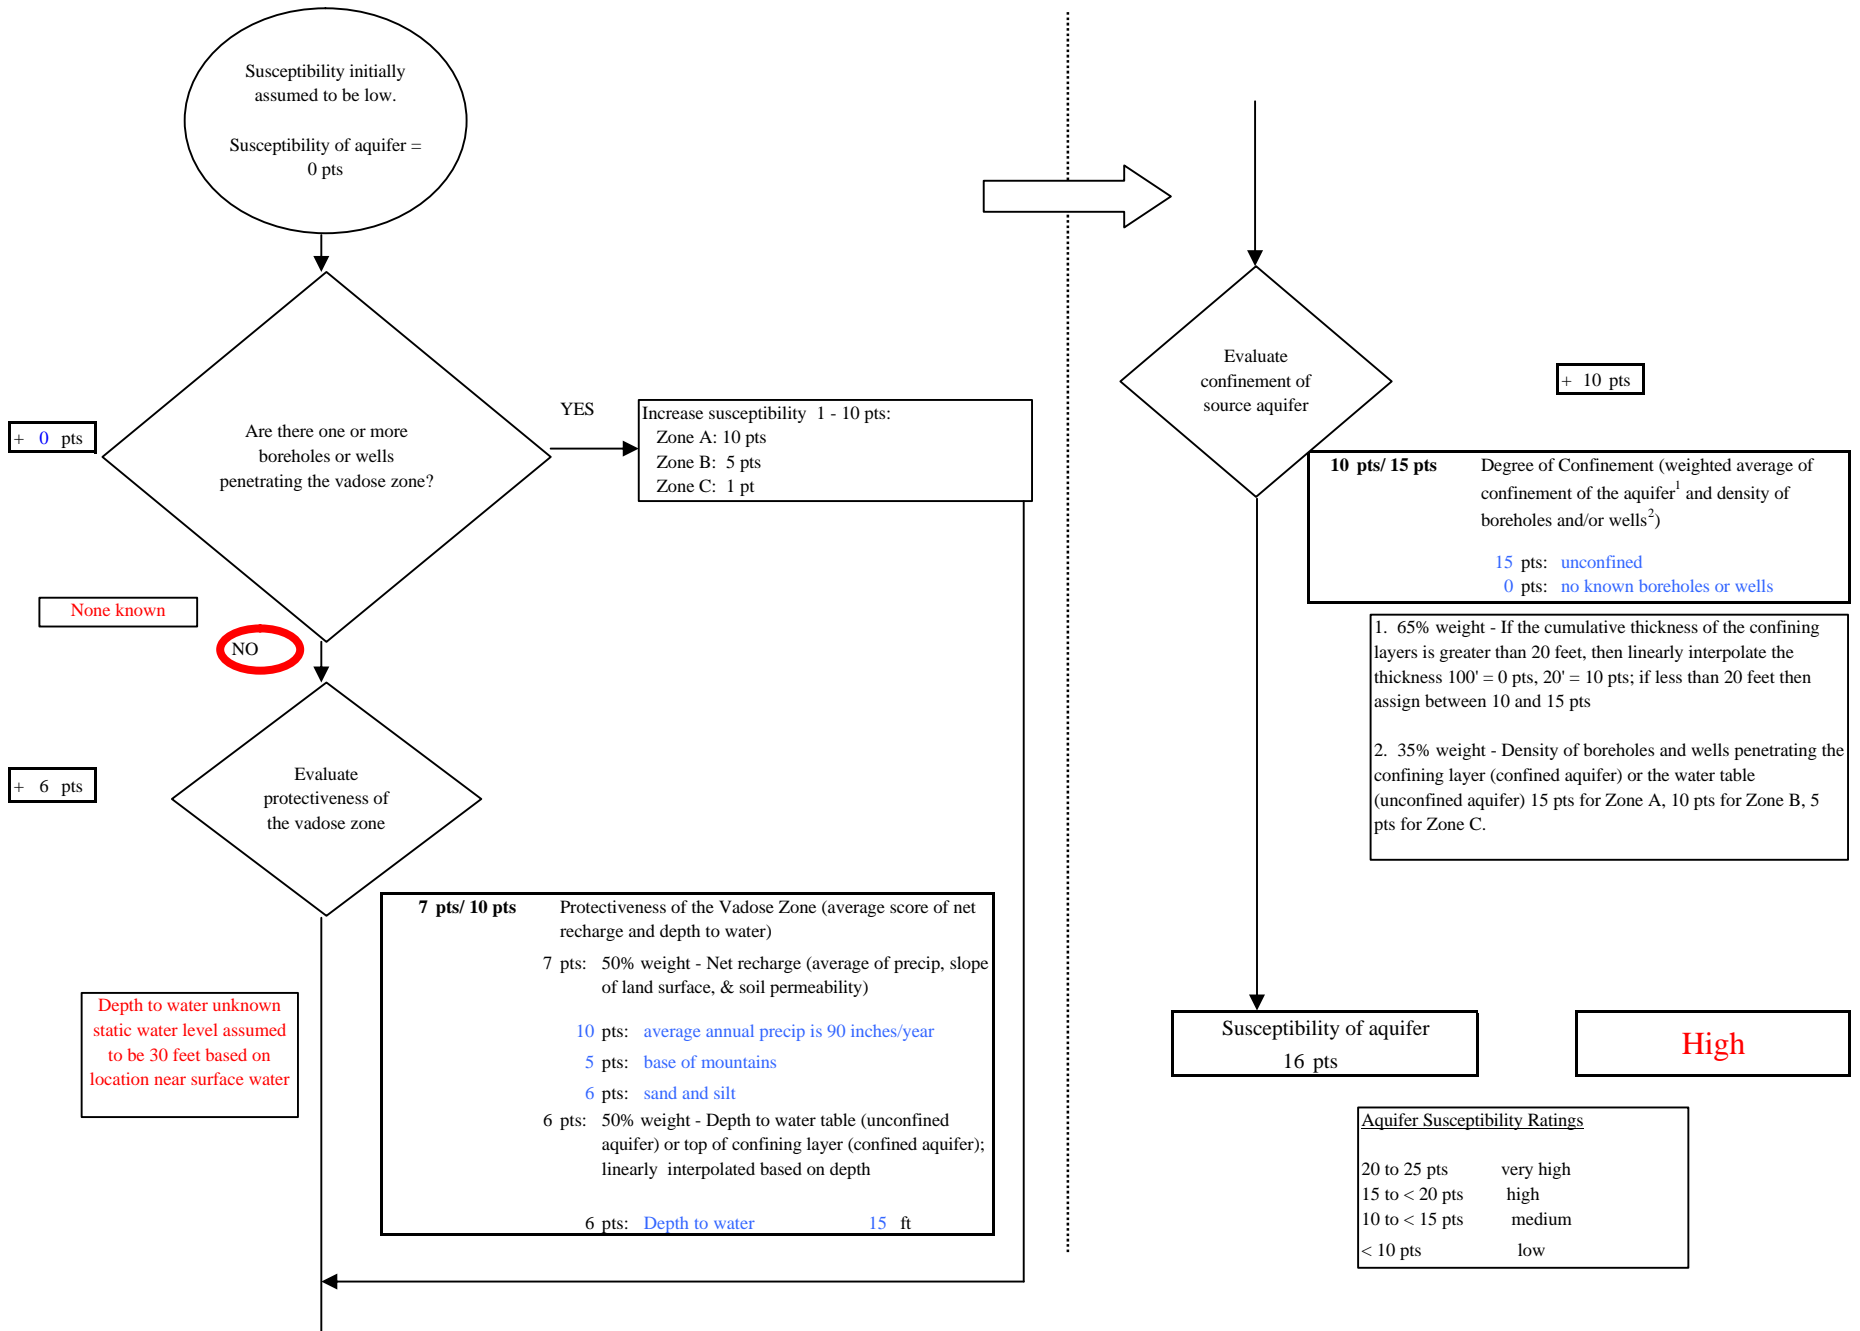 Susceptibility initially
assumed to be low.
Susceptibility of aquifer =
0 pts
+ 0 pts
Are there one or more
boreholes or wells
penetrating the vadose zone?
YES
Increase susceptibility 1 - 10 pts:
Zone A: 10 pts
Zone B: 5 pts
Zone C: 1 pt
None known
NO
+ 6 pts
Evaluate
protectiveness of
the vadose zone
7 pts/ 10 pts Protectiveness of the Vadose Zone (average score of net
recharge and depth to water)
7 pts: 50% weight - Net recharge (average of precip, slope
of land surface, & soil permeability)
10 pts: average annual precip is 90 inches/year
5 pts: base of mountains
6 pts: sand and silt
6 pts: 50% weight - Depth to water table (unconfined
aquifer) or top of confining layer (confined aquifer);
linearly interpolated based on depth
6 pts: Depth to water 15 ft
Depth to water unknown
static water level assumed
to be 30 feet based on
location near surface water
Evaluate
confinement of
source aquifer
+ 10 pts
10 pts/ 15 pts Degree of Confinement (weighted average of
confinement of the aquifer1 and density of
boreholes and/or wells2)
15 pts: unconfined
0 pts: no known boreholes or wells
1. 65% weight - If the cumulative thickness of the confining
layers is greater than 20 feet, then linearly interpolate the
thickness 100' = 0 pts, 20' = 10 pts; if less than 20 feet then
assign between 10 and 15 pts
2. 35% weight - Density of boreholes and wells penetrating the
confining layer (confined aquifer) or the water table
(unconfined aquifer) 15 pts for Zone A, 10 pts for Zone B, 5
pts for Zone C.
Susceptibility of aquifer
16 pts
High
Aquifer Susceptibility Ratings
20 to 25 pts very high
15 to < 20 pts high
10 to < 15 pts medium
< 10 pts low